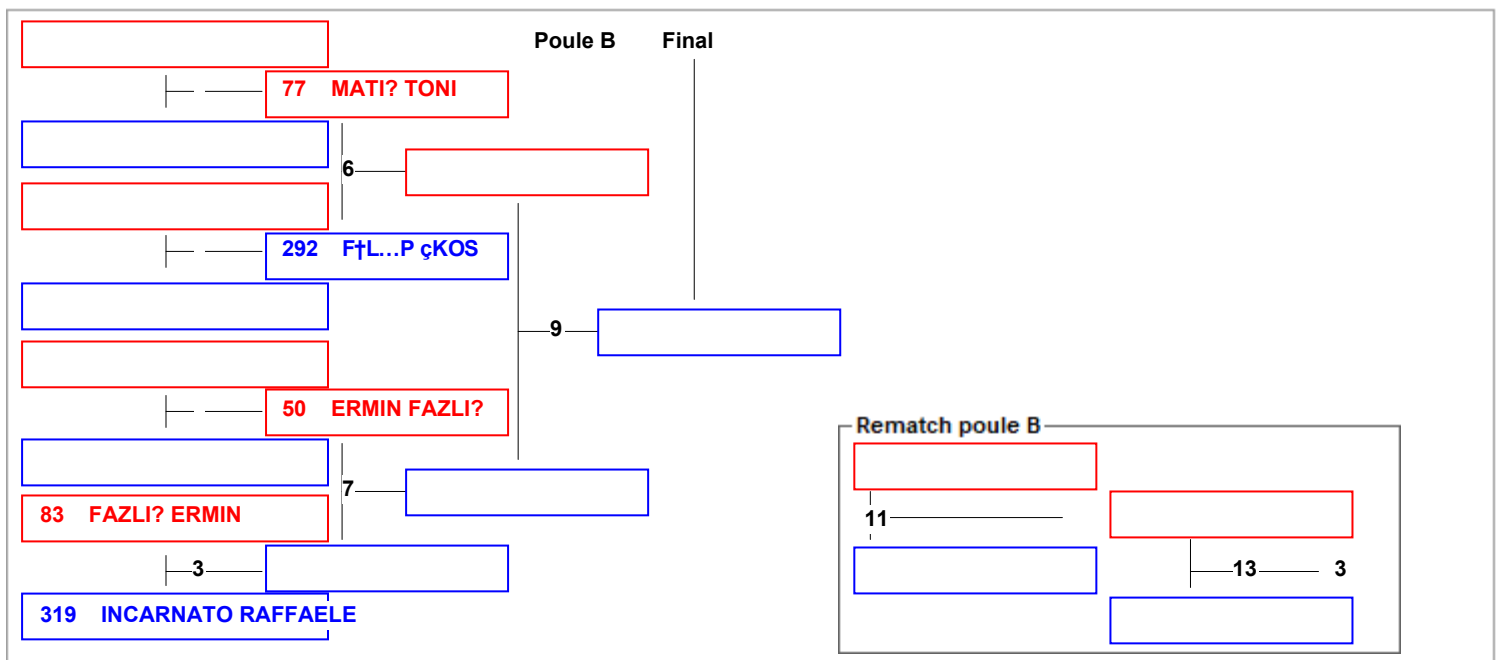 Poule B Final
77 MATI? TONI
6
292 F†L…P çKOS
9
50 ERMIN FAZLI?
7
83 FAZLI? ERMIN
3
319 INCARNATO RAFFAELE
Rematch poule B
11
13 3